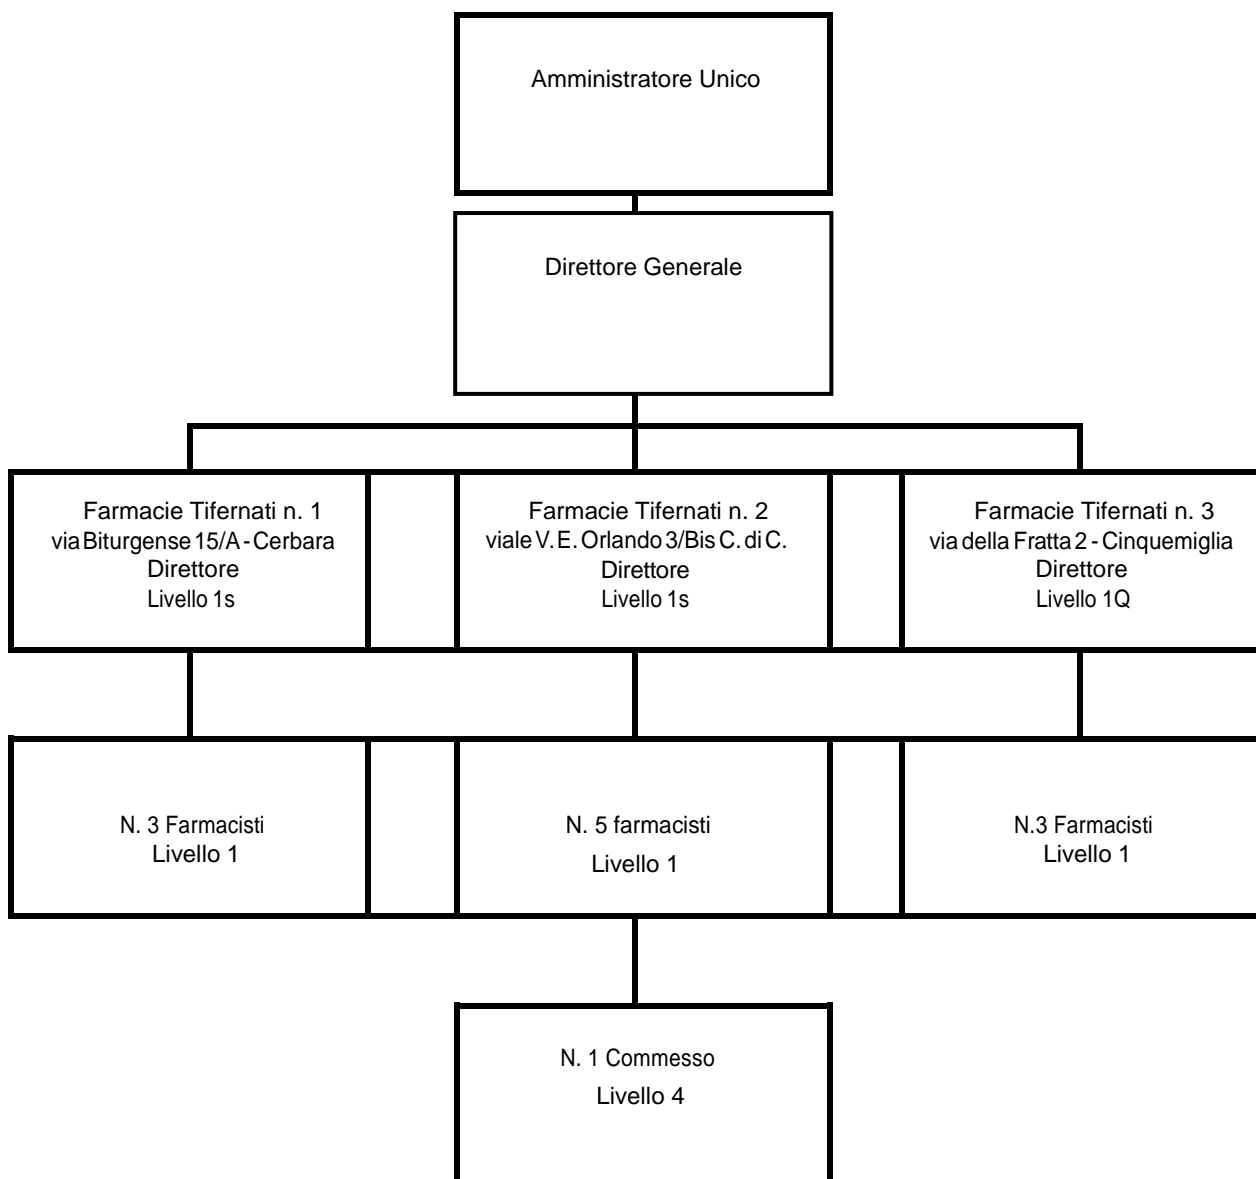 Amministratore Unico
Direttore Generale
Farmacie Tifernati n. 1
via Biturgense 15/A - Cerbara
Direttore
Livello 1s
Farmacie Tifernati n. 2
viale V. E. Orlando 3/Bis C. di C.
Direttore
Livello 1s
Farmacie Tifernati n. 3
via della Fratta 2 - Cinquemiglia
Direttore
Livello 1Q
N. 3 Farmacisti
Livello 1
N. 5 farmacisti
Livello 1
N.3 Farmacisti
Livello 1
N. 1 Commesso
Livello 4